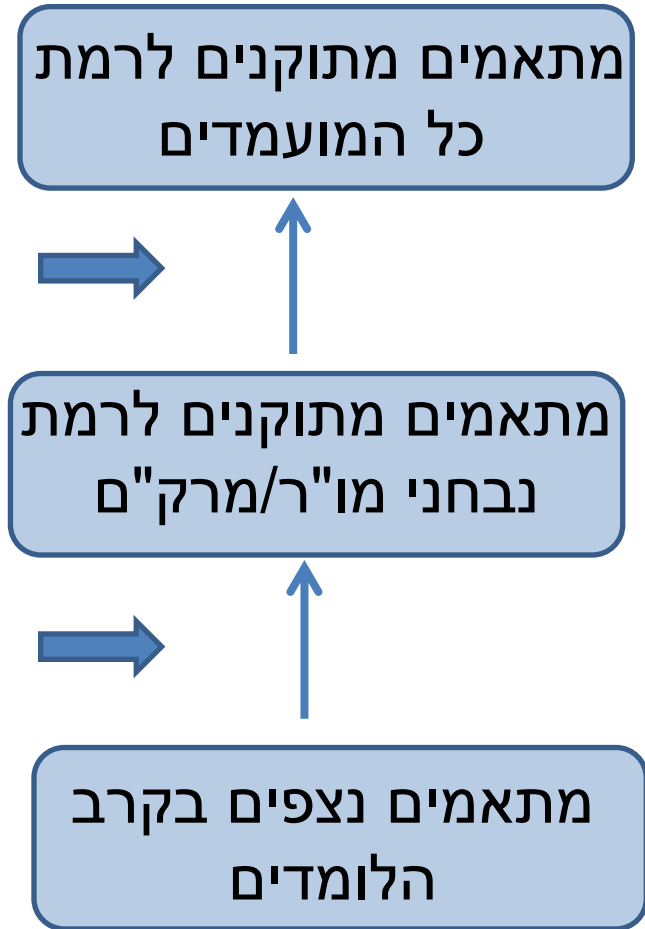 מתאמים מתוקנים לרמת
כל המועמדים
מתאמים מתוקנים לרמת
נבחני מו"ר/מרק"ם
מתאמים נצפים בקרב
הלומדים